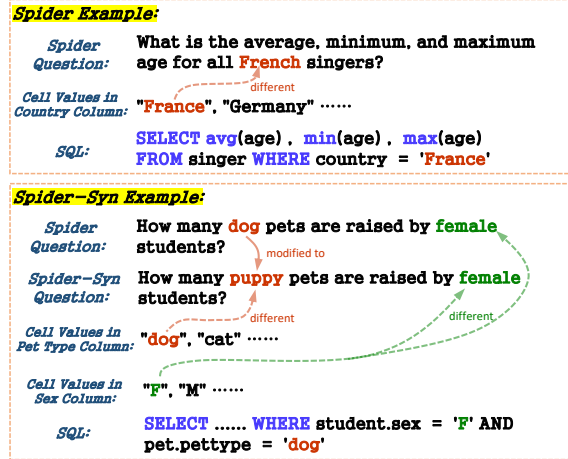 Spider Example:
Spider Question: What is the average, minimum, and maximum age for all French singers?
different
Cell Values in Country Column: "France", "Germany" ······
SQL: SELECT avg(age) , min(age) , max(age) FROM singer WHERE country = 'France'
Spider-Syn Example:
Spider Question: How many dog pets are raised by female students?
modified to
Spider-Syn Question: How many puppy pets are raised by female students?
different
different
Cell Values in Pet Type Column: "dog", "cat" ······
Cell Values in Sex Column: "F", "M" ······
SQL: SELECT ...... WHERE student.sex = 'F' AND pet.pettype = 'dog'